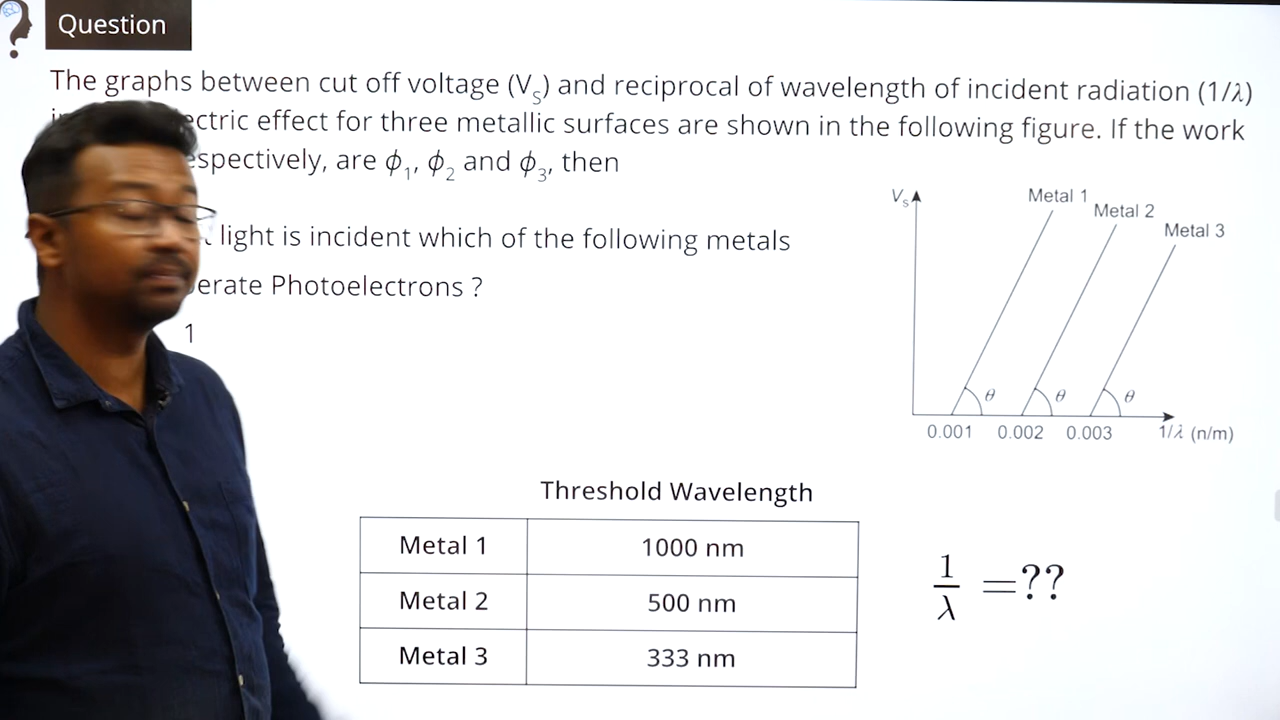 Question
The graphs between cut off voltage (Vₛ) and reciprocal of wavelength of incident radiation (1/λ)
effect for three metallic surfaces are shown in the following figure. If the work
are ϕ₁, ϕ₂ and ϕ₃, then
light is incident which of the following metals
Photoelectrons ?
1
Vₛ
Metal 1
Metal 2
Metal 3
θ
θ
θ
0.001
0.002
0.003
1/λ (n/m)
Threshold Wavelength
Metal 1
1000 nm
Metal 2
500 nm
Metal 3
333 nm
1/λ =??